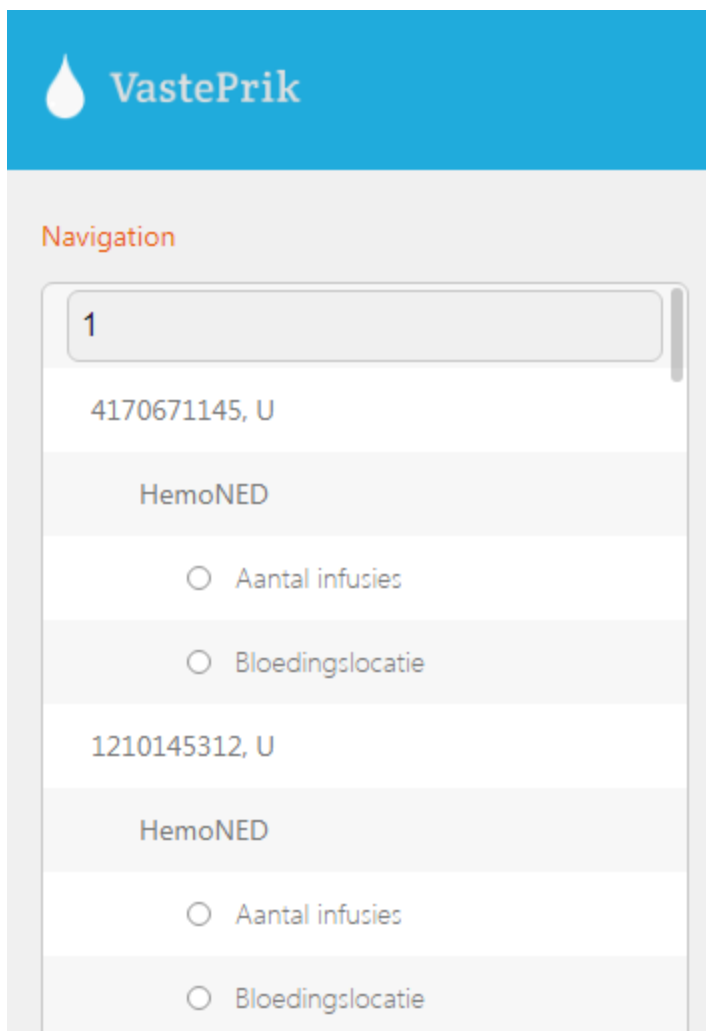 VastePrik
Navigation
1
4170671145, U
HemoNED
Aantal infusies
Bloedingslocatie
1210145312, U
HemoNED
Aantal infusies
Bloedingslocatie